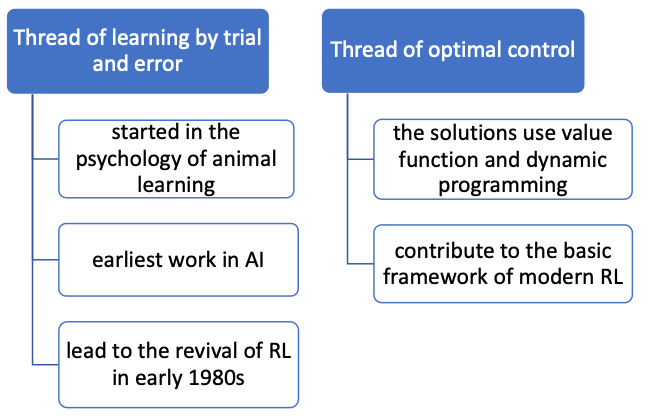 Thread of learning by trial
and error
started in the
psychology of animal
learning
earliest work in AI
lead to the revival of RL
in early 1980s
Thread of optimal control
the solutions use value
function and dynamic
programming
contribute to the basic
framework of modern RL